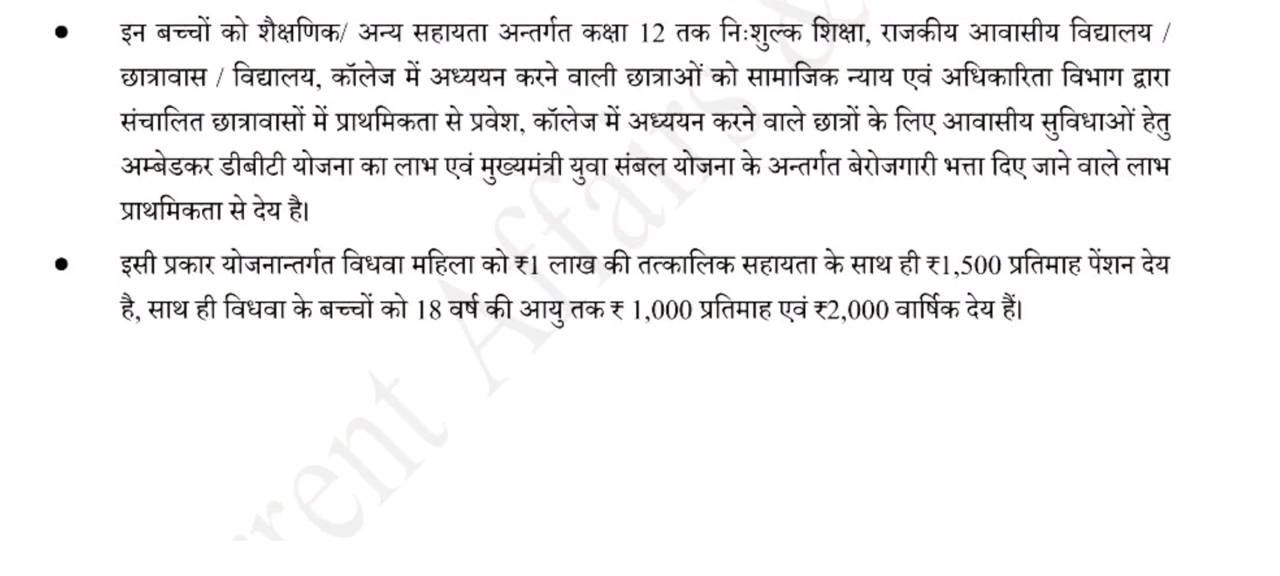 • इन बच्चों को शैक्षणिक/ अन्य सहायता अन्तर्गत कक्षा 12 तक निःशुल्क शिक्षा, राजकीय आवासीय विद्यालय /
छात्रावास / विद्यालय, कॉलेज में अध्ययन करने वाली छात्राओं को सामाजिक न्याय एवं अधिकारिता विभाग द्वारा
संचालित छात्रावासों में प्राथमिकता से प्रवेश, कॉलेज में अध्ययन करने वाले छात्रों के लिए आवासीय सुविधाओं हेतु
अम्बेडकर डीबीटी योजना का लाभ एवं मुख्यमंत्री युवा संबल योजना के अन्तर्गत बेरोजगारी भत्ता दिए जाने वाले लाभ
प्राथमिकता से देय है।
• इसी प्रकार योजनान्तर्गत विधवा महिला को ₹1 लाख की तत्कालिक सहायता के साथ ही ₹1,500 प्रतिमाह पेंशन देय
है, साथ ही विधवा के बच्चों को 18 वर्ष की आयु तक ₹ 1,000 प्रतिमाह एवं ₹2,000 वार्षिक देय हैं।
rrent Affairs &